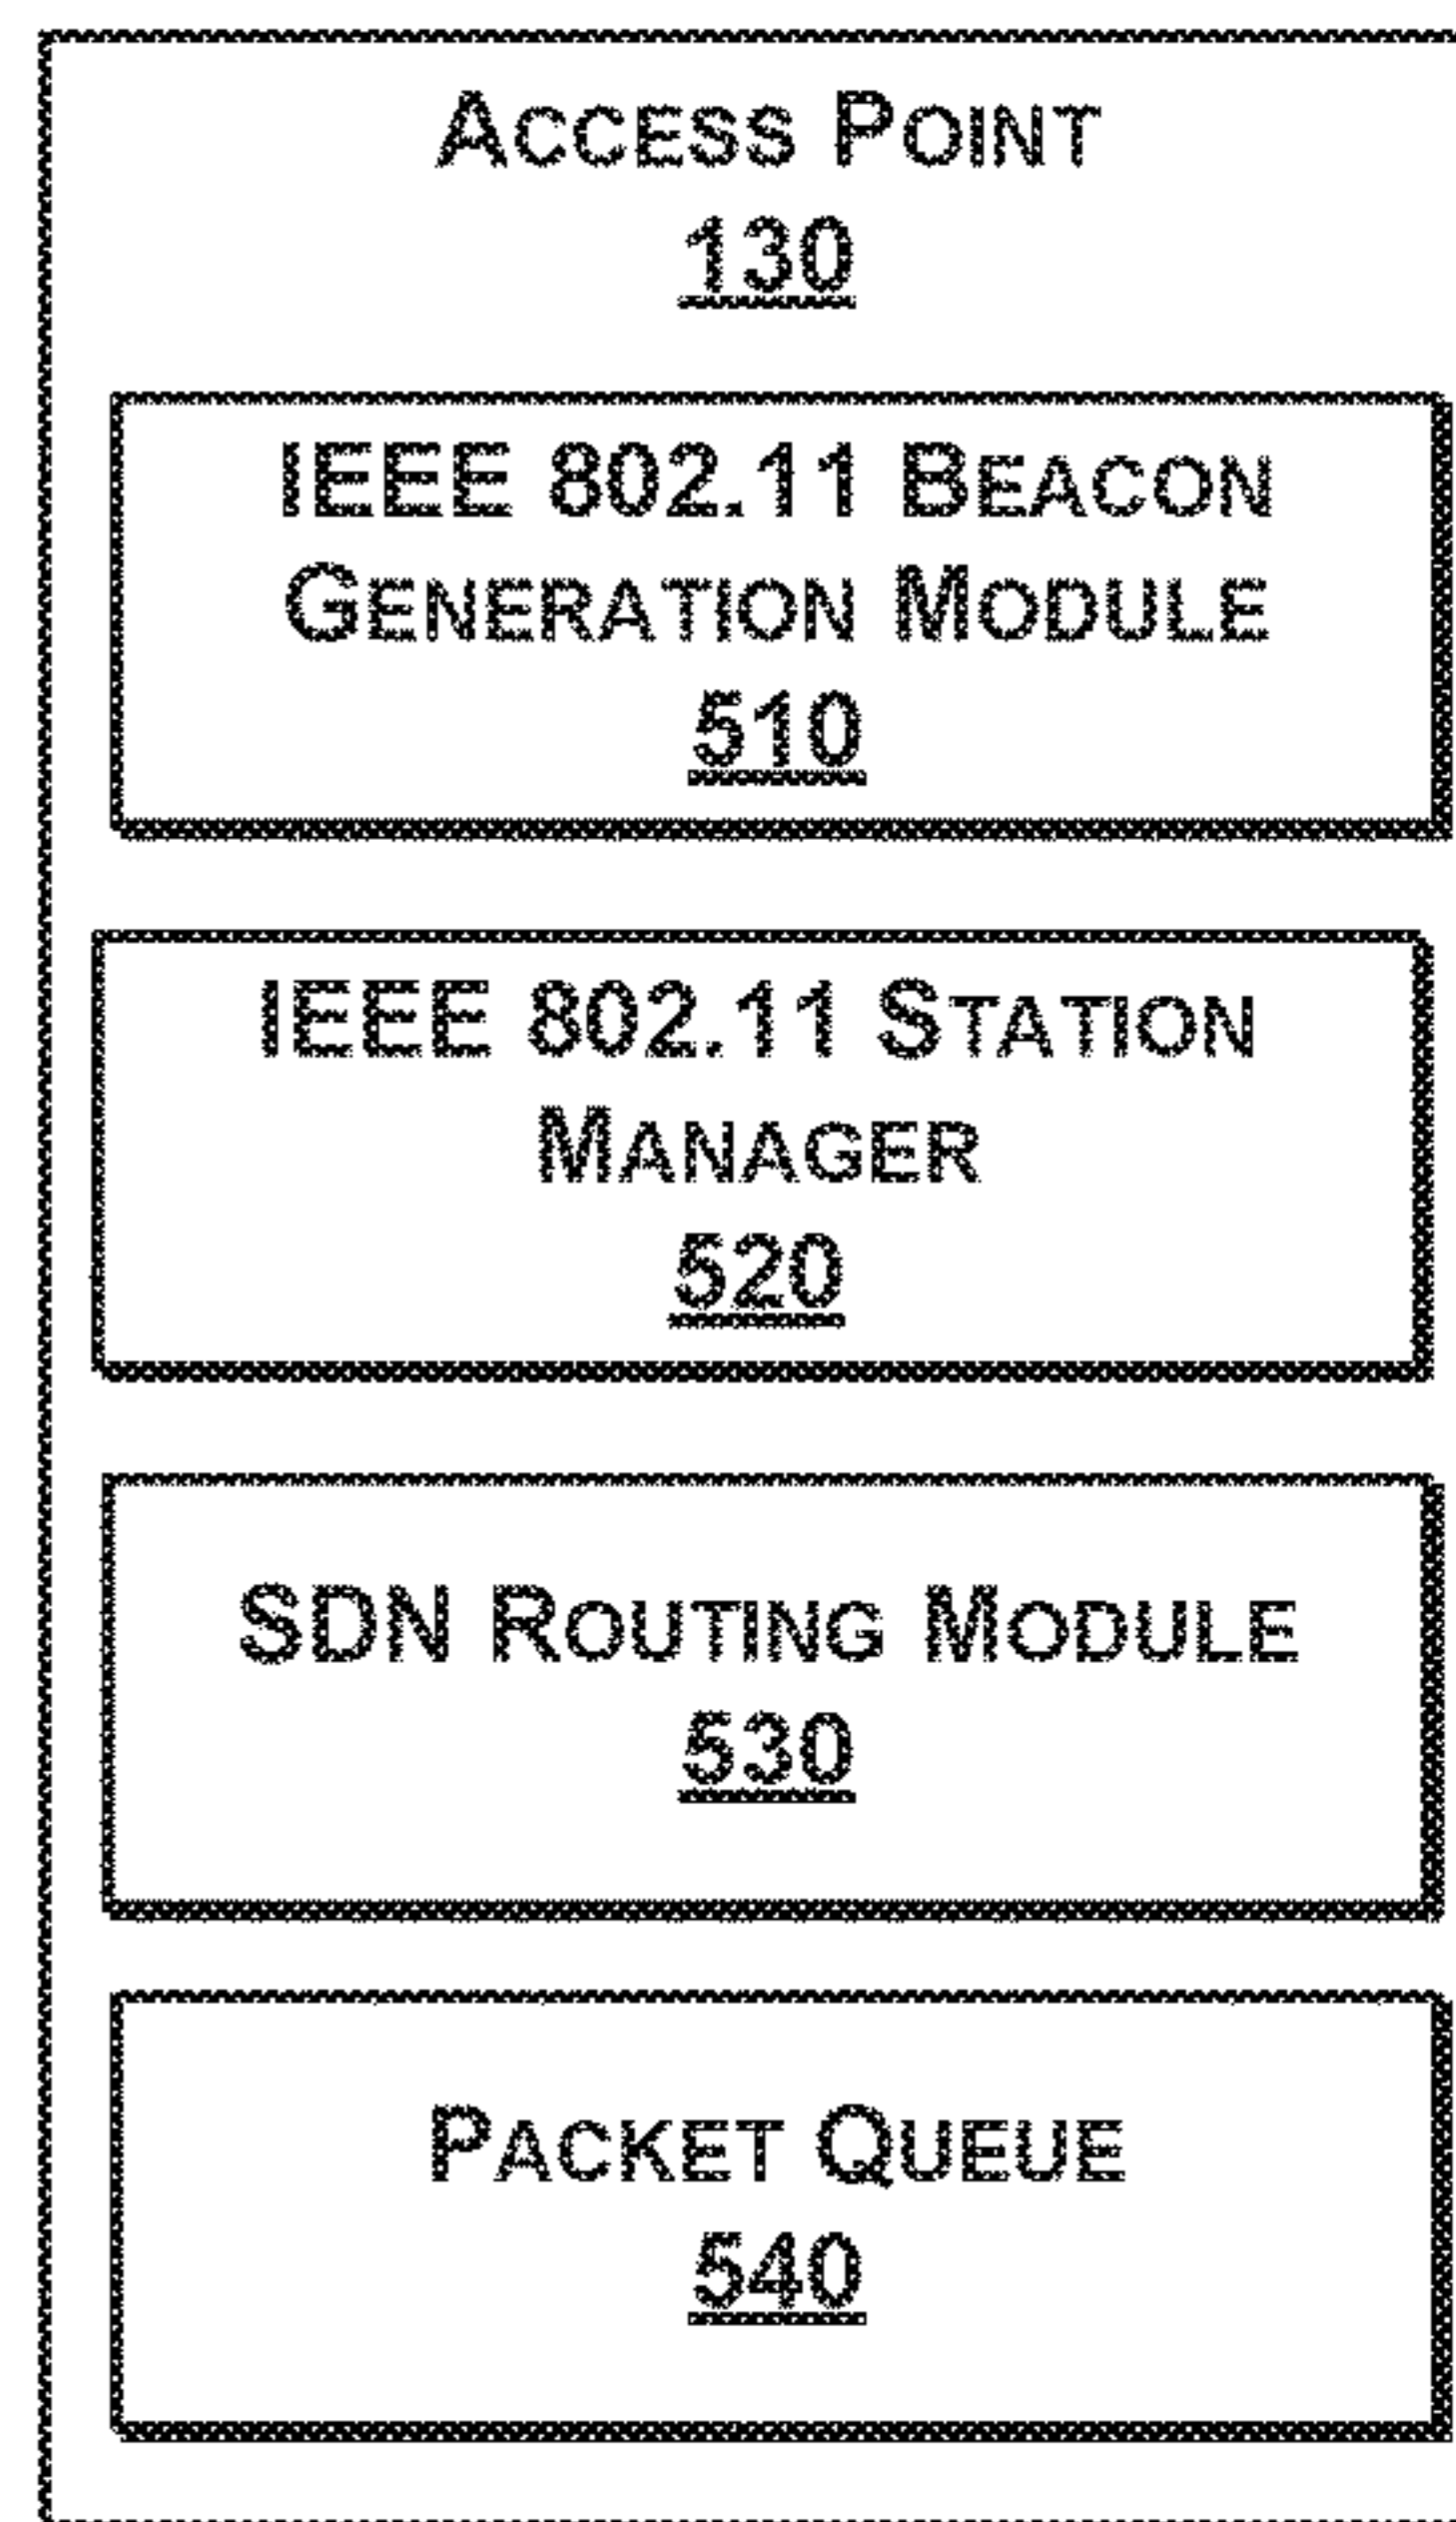 ACCESS POINT
130
IEEE 802.11 BEACON
GENERATION MODULE
510
IEEE 802.11 STATION
MANAGER
520
SDN ROUTING MODULE
530
PACKET QUEUE
540